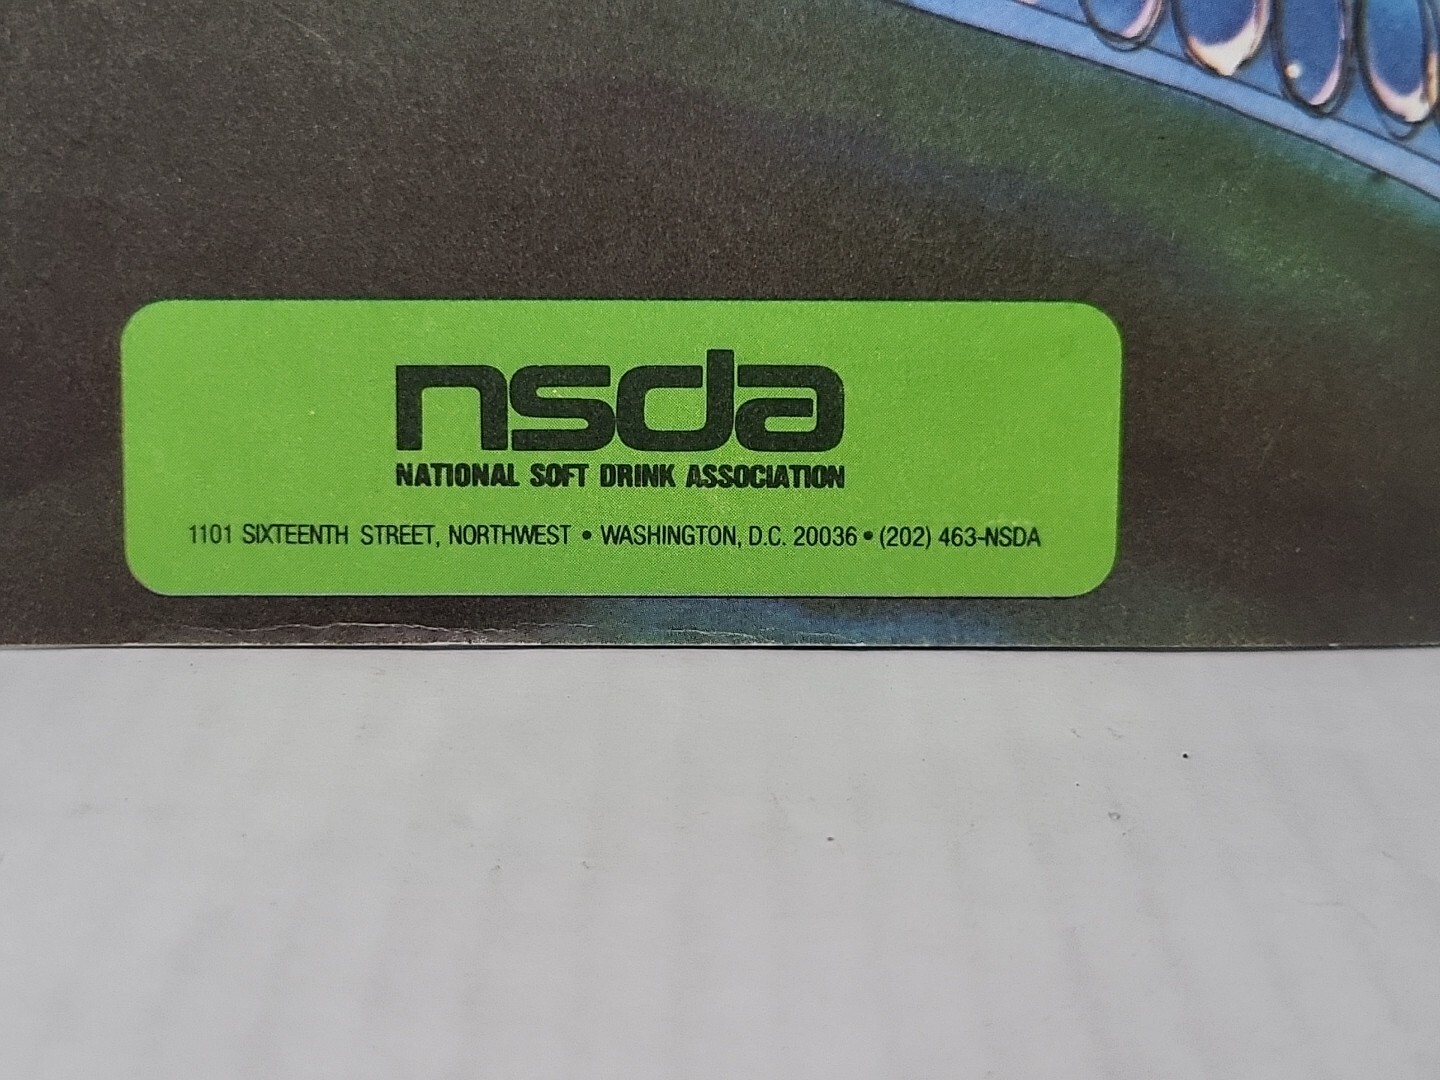 nsda
NATIONAL SOFT DRINK ASSOCIATION
1101 SIXTEENTH STREET, NORTHWEST • WASHINGTON, D.C. 20036 • (202) 463-NSDA